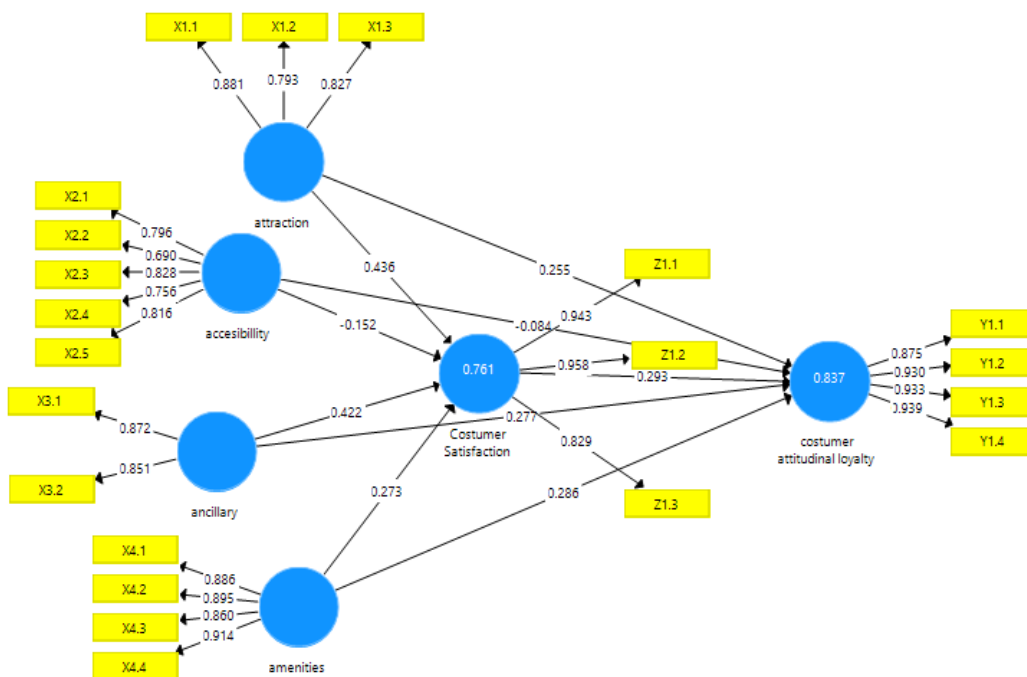 X1.1
X1.2
X1.3
0.881
0.793
0.827
attraction
X2.1
X2.2
X2.3
X2.4
X2.5
0.796
0.690
0.828
0.756
0.816
accesibillity
X3.1
X3.2
0.872
0.851
ancillary
X4.1
X4.2
X4.3
X4.4
0.886
0.895
0.860
0.914
amenities
0.436
-0.152
0.422
0.273
0.255
-0.084
0.293
0.277
0.286
0.761
Costumer
Satisfaction
Z1.1
Z1.2
Z1.3
0.943
0.958
0.829
0.837
costumer
attitudinal loyalty
0.875
0.930
0.933
0.939
Y1.1
Y1.2
Y1.3
Y1.4